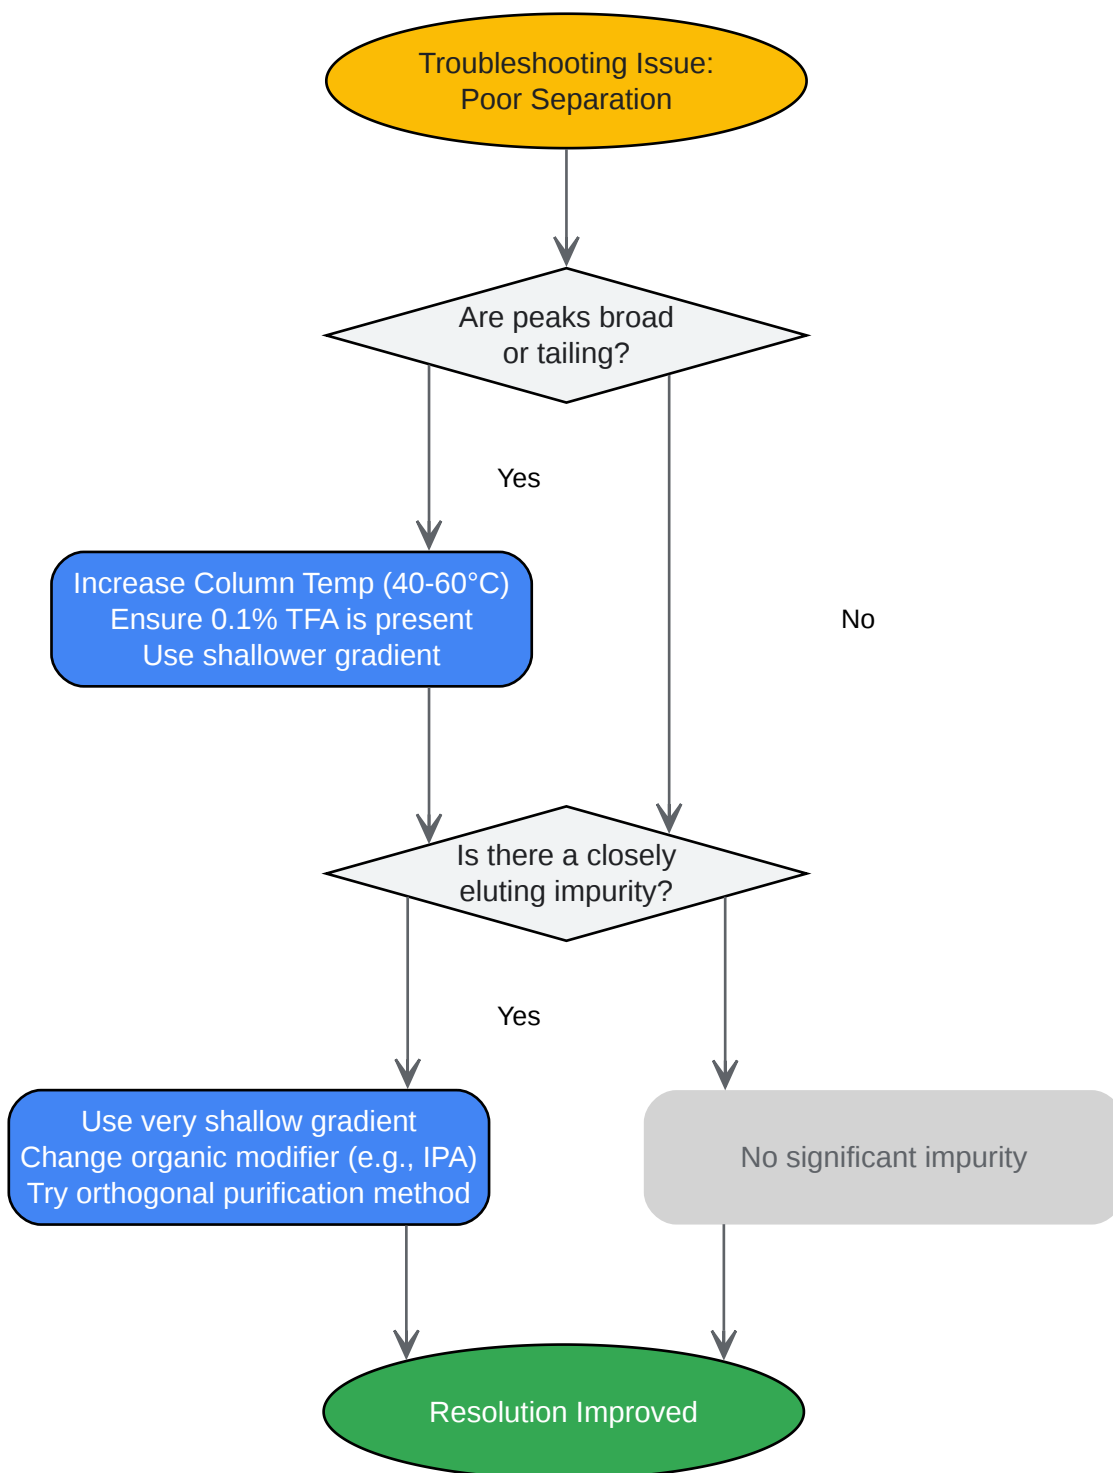 Troubleshooting Issue:
Poor Separation
Are peaks broad
or tailing?
Yes
Increase Column Temp (40-60°C)
Ensure 0.1% TFA is present
Use shallower gradient
No
Is there a closely
eluting impurity?
Yes
Use very shallow gradient
Change organic modifier (e.g., IPA)
Try orthogonal purification method
No significant impurity
Resolution Improved